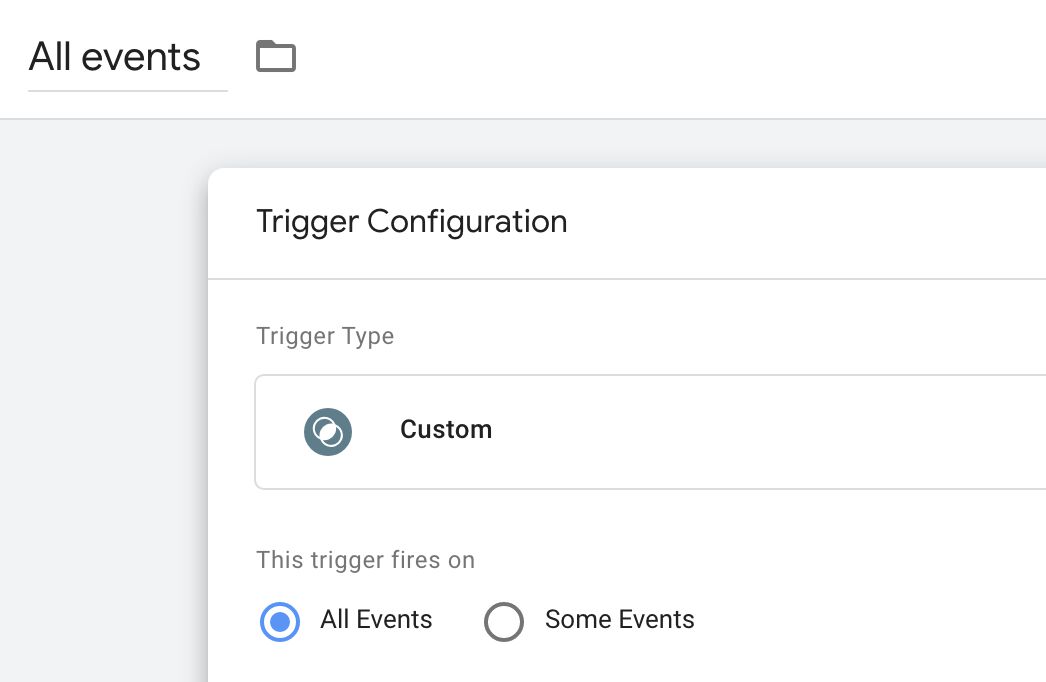 All events
Trigger Configuration
Trigger Type
Custom
This trigger fires on
All Events Some Events